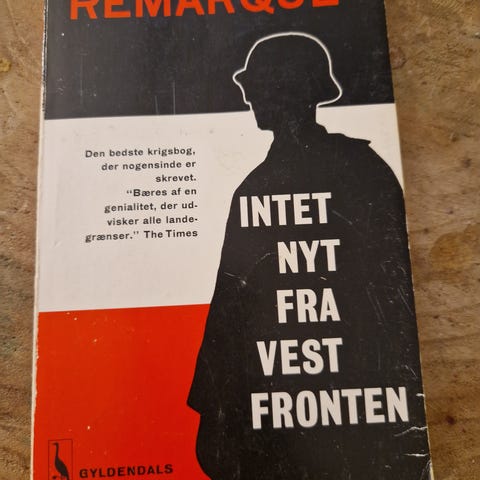 REMARQUE
Den bedste krigsbog,
der nogensinde er
skrevet.
"Bæres af en
genialitet, der ud-
visker alle lande-
grænser." The Times
INTET
NYT
FRA
VEST
FRONTEN
GYLDENDALS